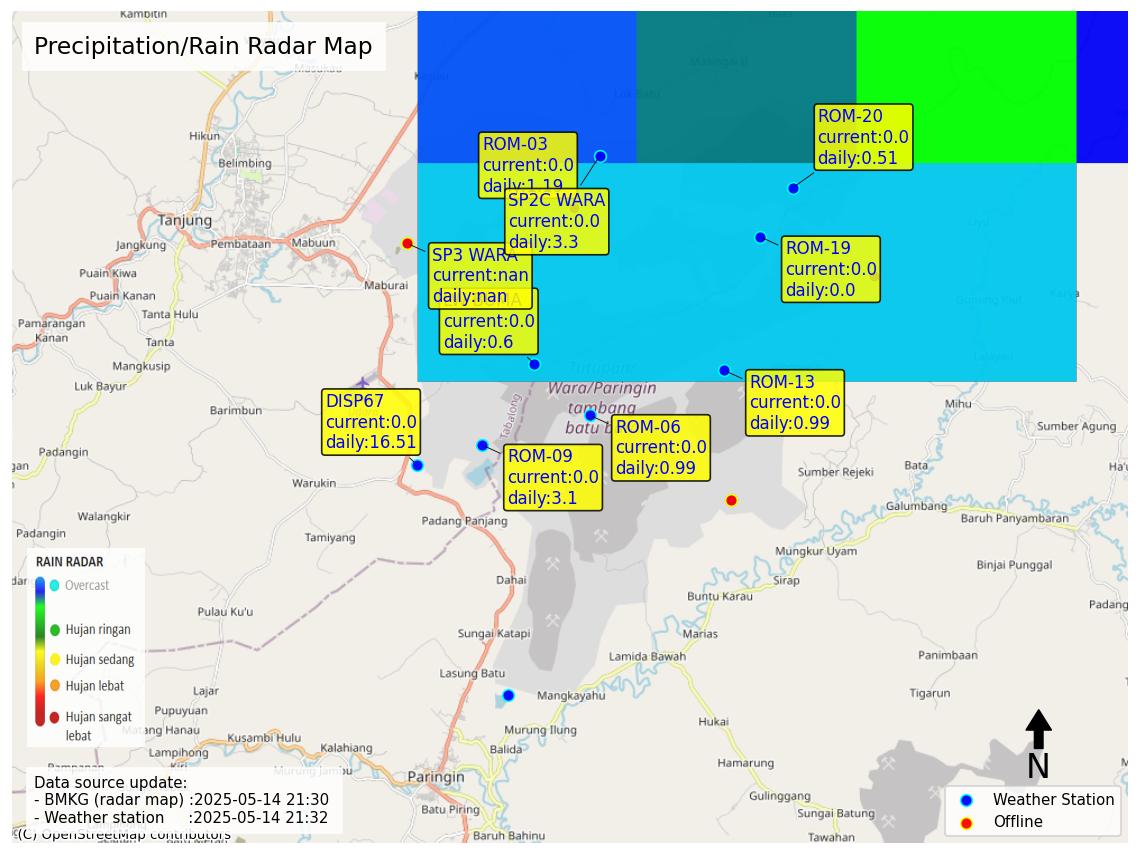 Kambitin
Precipitation/Rain Radar Map
Masukau
Kapuu
Maningkul
Lok Batu
Hikun
Belimbing
ROM-20
current:0.0
daily:0.51
ROM-03
current:0.0
daily:1.19
SP2C WARA
current:0.0
daily:3.3
Tanjung
Jangkung
Pembataan
Mabuun
SP3 WARA
current:nan
daily:nan
ROM-19
current:0.0
daily:0.0
Puain Kiwa
Maburai
Puain Kanan
Tanta Hulu
current:0.0
daily:0.6
Karya
Pamarangan
Kanan
Tanta
Mangkusip
Luk Bayur
Tutupan
Wara/Paringin
tambang
batu b
Tabalong
ROM-13
current:0.0
daily:0.99
Mihu
DISP67
current:0.0
daily:16.51
Barimbun
ROM-06
current:0.0
daily:0.99
Sumber Agung
ROM-09
current:0.0
daily:3.1
Padangin
Warukin
Sumber Rejeki
Bata
Galumbang
Walangkir
Padang Panjang
Baruh Panyambaran
Padangin
Tamiyang
Mungkur Uyam
Binjai Punggal
RAIN RADAR
Overcast
Hujan ringan
Hujan sedang
Hujan lebat
Hujan sangat
lebat
Dahai
Sirap
Buntu Karau
Padang
Pulau Ku'u
Sungai Katapi
Marias
Lamida Bawah
Panimbaan
Lasung Batu
Lajar
Mangkayahu
Tigarun
Pupuyuan
Matang Hanau
Murung Ilung
Hukai
Kusambi Hulu
Lampihong
Kalahiang
Balida
Hamarung
N
Murung Jambu
Paringin
Data source update:
- BMKG (radar map) :2025-05-14 21:30
- Weather station :2025-05-14 21:32
(C) OpenStreetMap contributors
Batu Piring
Gulinggang
Sungai Batung
Baruh Bahinu
Tawahan
Weather Station
Offline